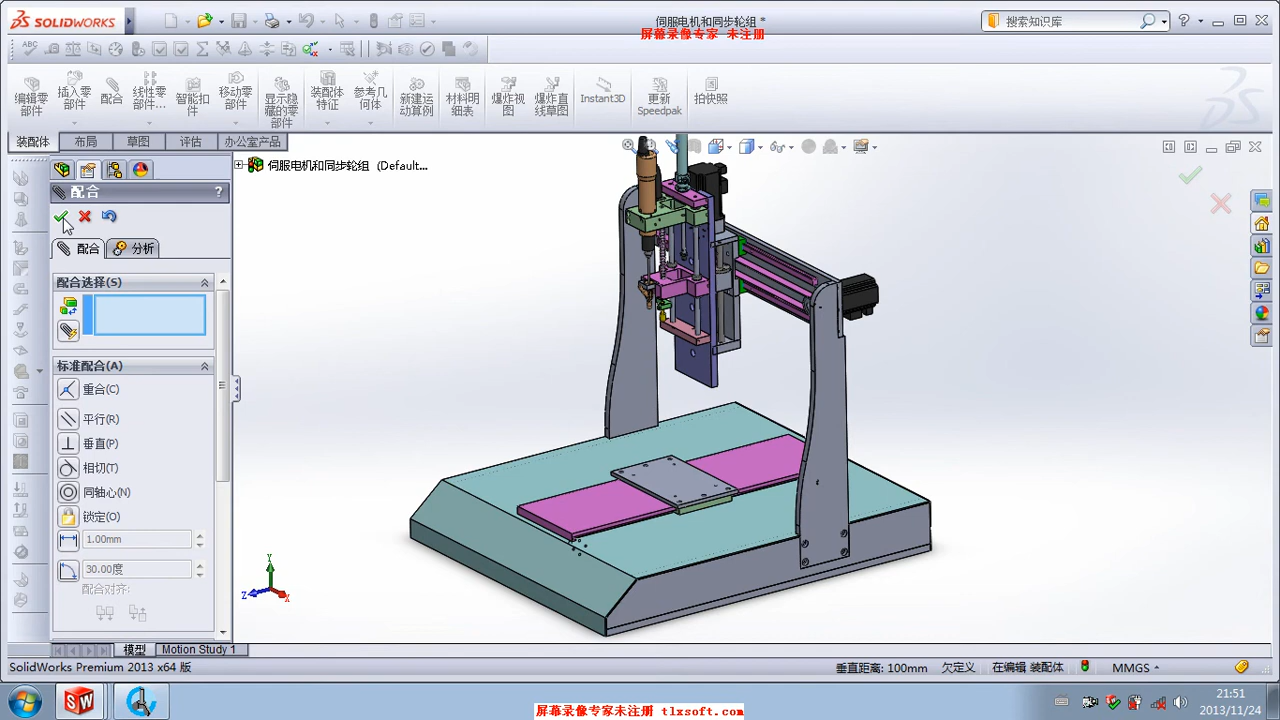 SOLIDWORKS
伺服电机和同步轮组 *
搜索知识库
屏幕录像专家 未注册
编辑零部件
插入零部件
配合
线性零部件...
智能扣件
移动零部件
显示隐藏的零部件
装配体特征
参考几何体
新建运动算例
材料明细表
爆炸视图
爆炸直线草图
Instant3D
更新 Speedpak
拍快照
装配体 布局 草图 评估 办公室产品
伺服电机和同步轮组 (Default...
配合 ?
配合 分析
配合选择(S)
标准配合(A)
重合(C)
平行(R)
垂直(P)
相切(T)
同轴心(N)
锁定(O)
1.00mm
30.00度
配合对齐:
Y
Z
X
模型 Motion Study 1
SolidWorks Premium 2013 x64 版
垂直距离: 100mm 欠定义 在编辑 装配体 MMGS
21:51
2013/11/24
屏幕录像专家未注册 tlxsoft.com